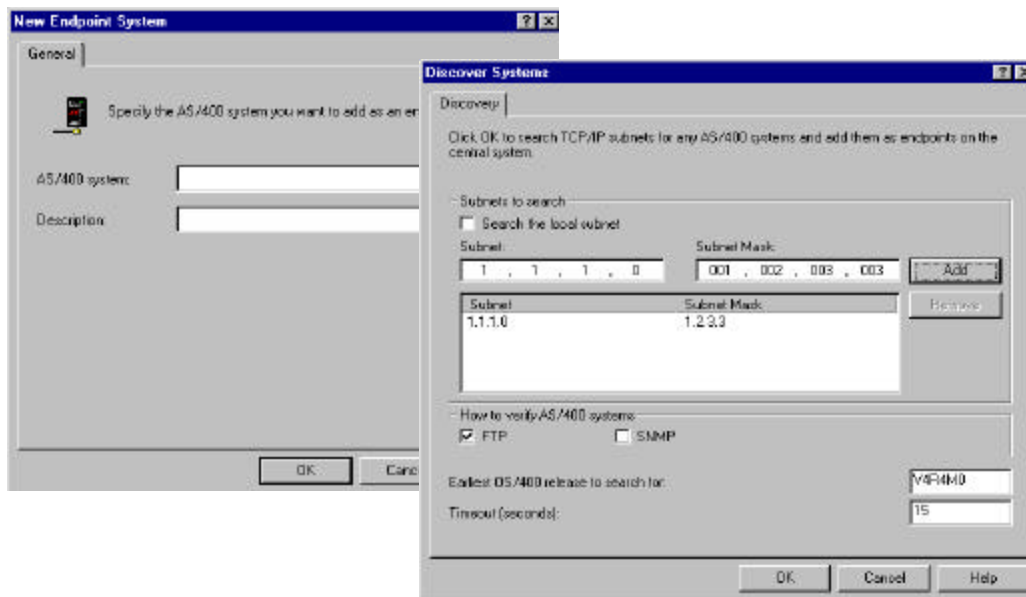 New Endpoint System
General
Specify the AS/400 system you want to add as an en
AS/400 system:
Description:
OK Canc
Discover Systems
Discovery
Click OK to search TCP/IP subnets for any AS/400 systems and add them as endpoints on the
central system.
Subnets to search
Search the local subnet
Subnet: Subnet Mask:
1 . 1 . 1 . 0 001 . 002 . 003 . 003 Add
Subnet Subnet Mask Remove
1.1.1.0 1.2.3.3
How to verify AS/400 systems
FTP SNMP
Earliest OS/400 release to search for: V4R4M0
Timeout (seconds): 15
OK Cancel Help